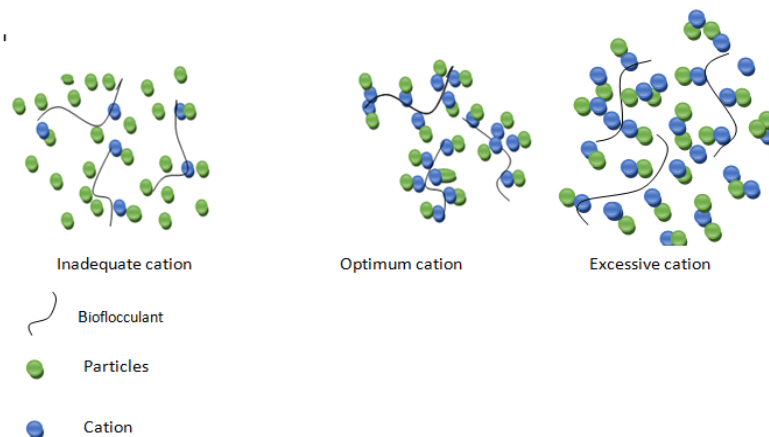 Inadequate cation
Optimum cation
Excessive cation
Bioflocculant
Particles
Cation